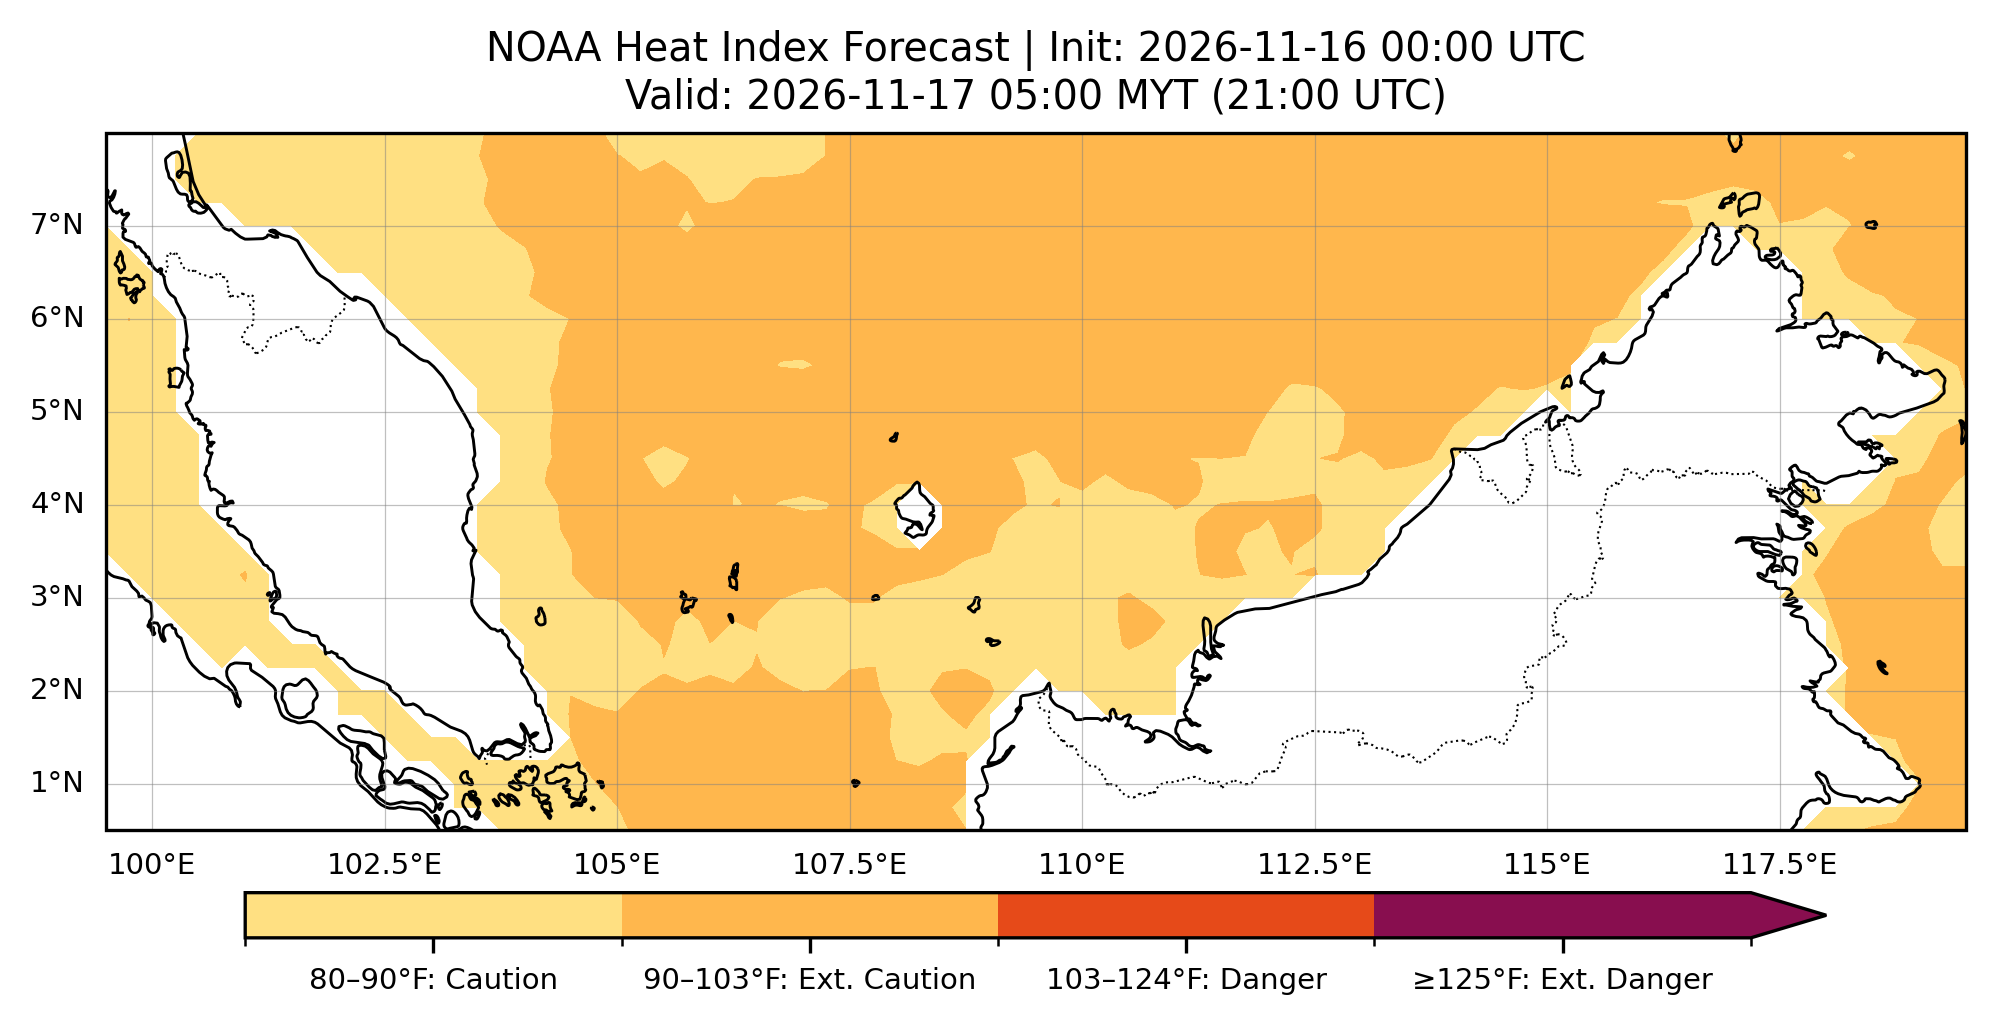 NOAA Heat Index Forecast | Init: 2026-11-16 00:00 UTC
Valid: 2026-11-17 05:00 MYT (21:00 UTC)
7°N
6°N
5°N
4°N
3°N
2°N
1°N
100°E
102.5°E
105°E
107.5°E
110°E
112.5°E
115°E
117.5°E
80–90°F: Caution
90–103°F: Ext. Caution
103–124°F: Danger
≥125°F: Ext. Danger